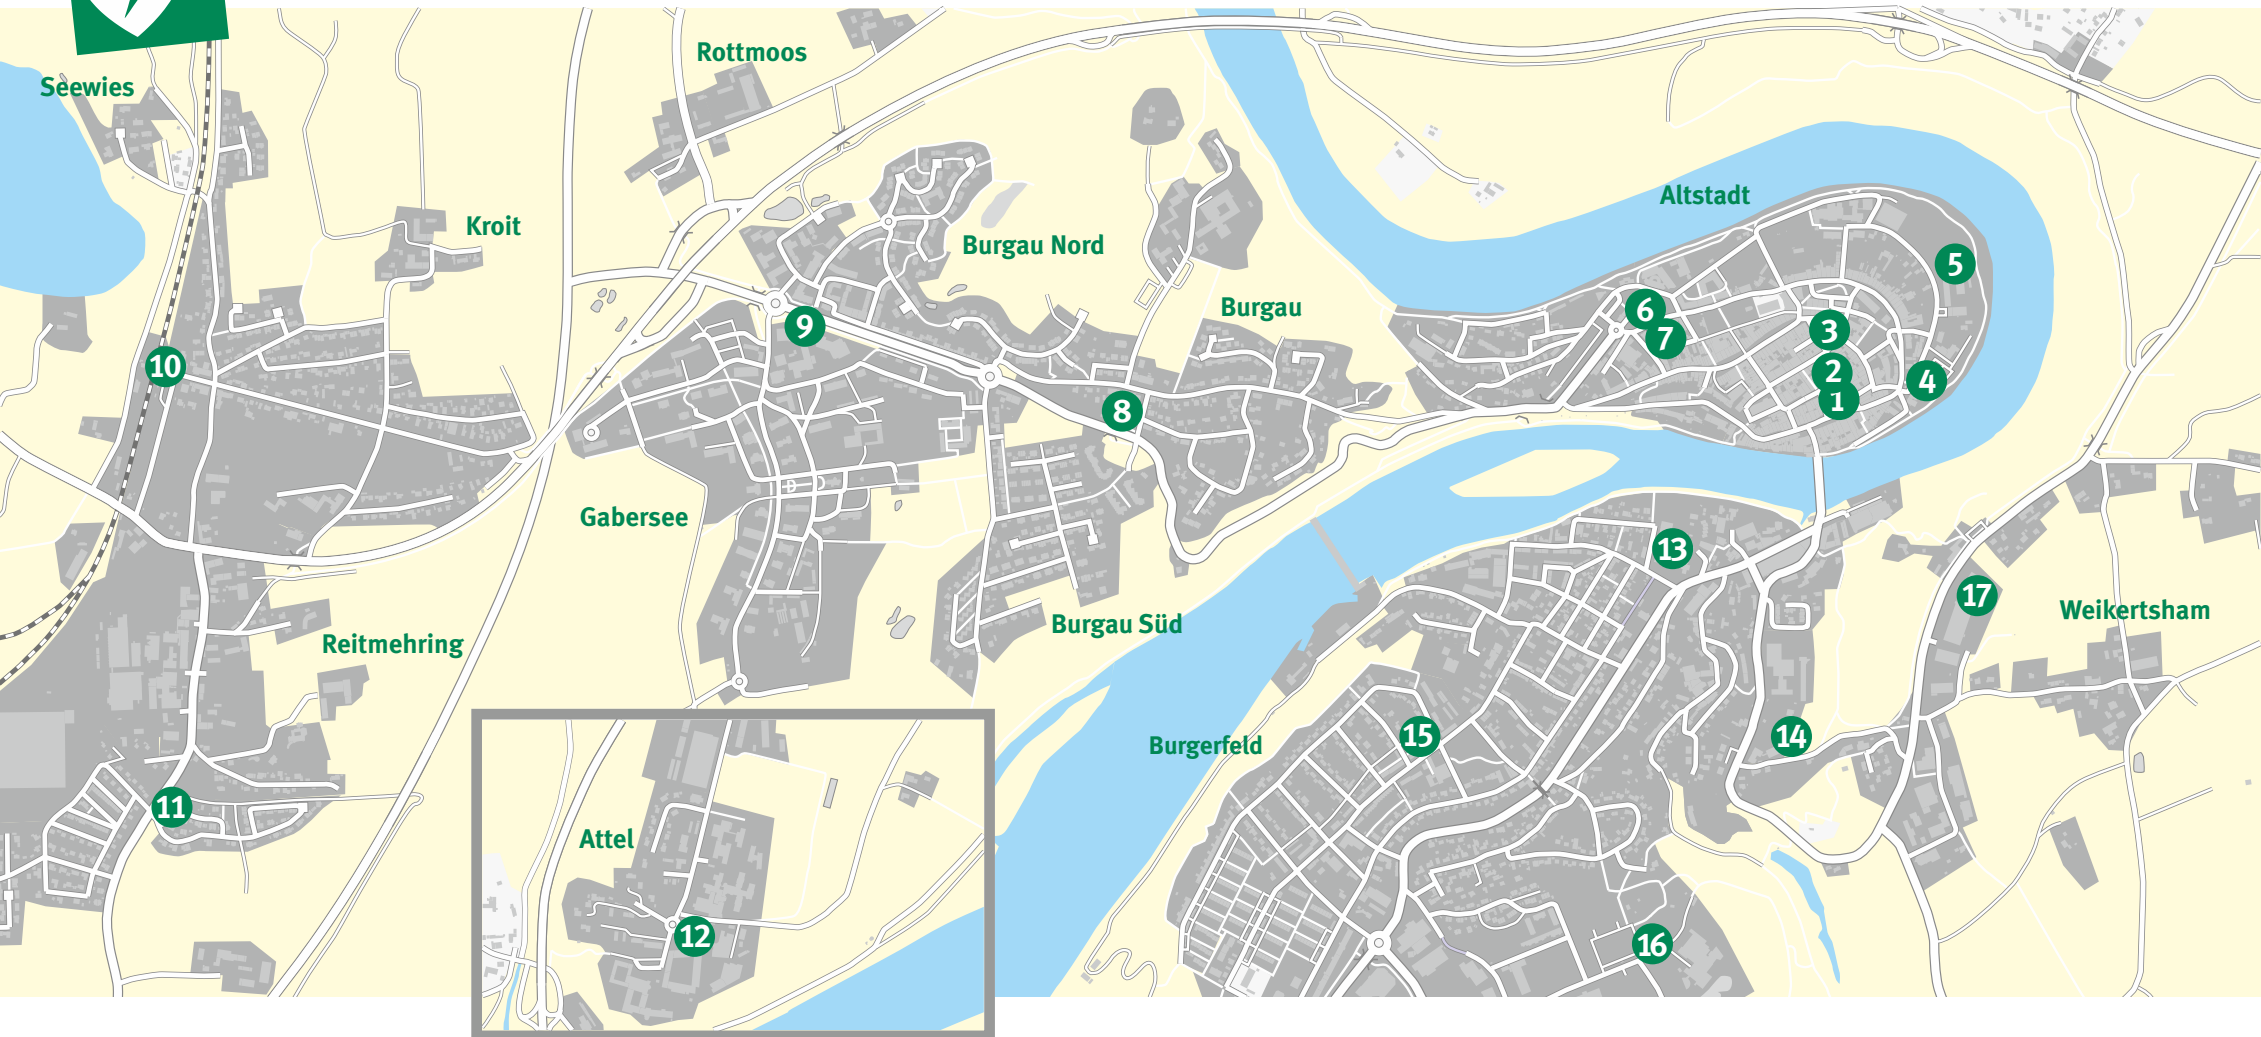 Rottmoos
Seewies
Altstadt
Kroit
Burgau Nord
5
Burgau
6
9
3
7
10
2
4
1
8
Gabersee
13
17
Weikertsham
Burgau Süd
Reitmehring
15
14
Burgerfeld
11
Attel
12
16